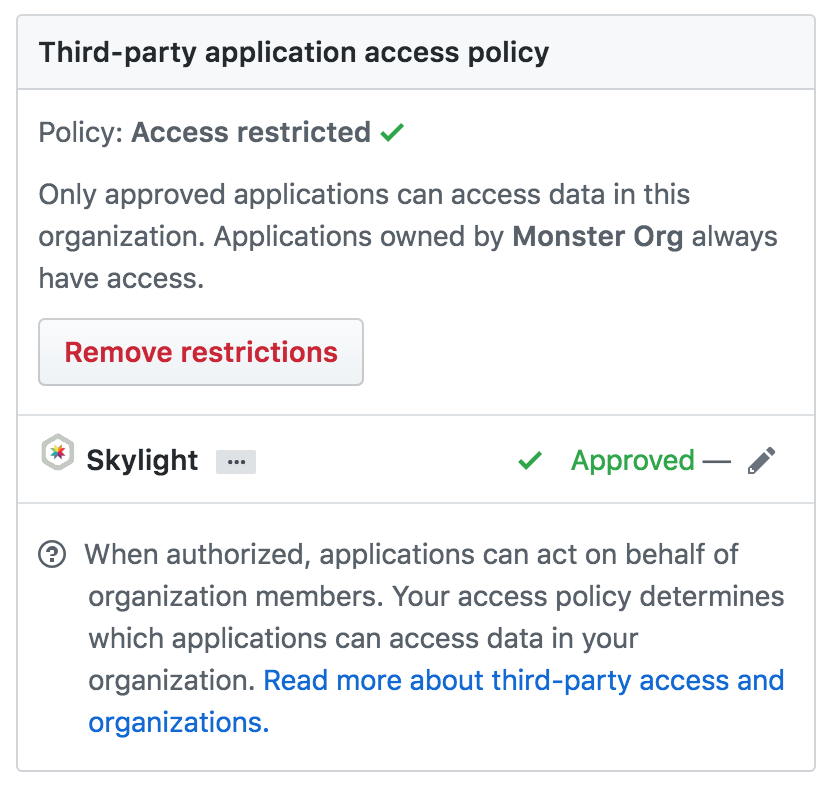 Third-party application access policy
Policy: Access restricted ✓
Only approved applications can access data in this
organization. Applications owned by Monster Org always
have access.
Remove restrictions
Skylight ... ✓ Approved —
When authorized, applications can act on behalf of
organization members. Your access policy determines
which applications can access data in your
organization. Read more about third-party access and
organizations.